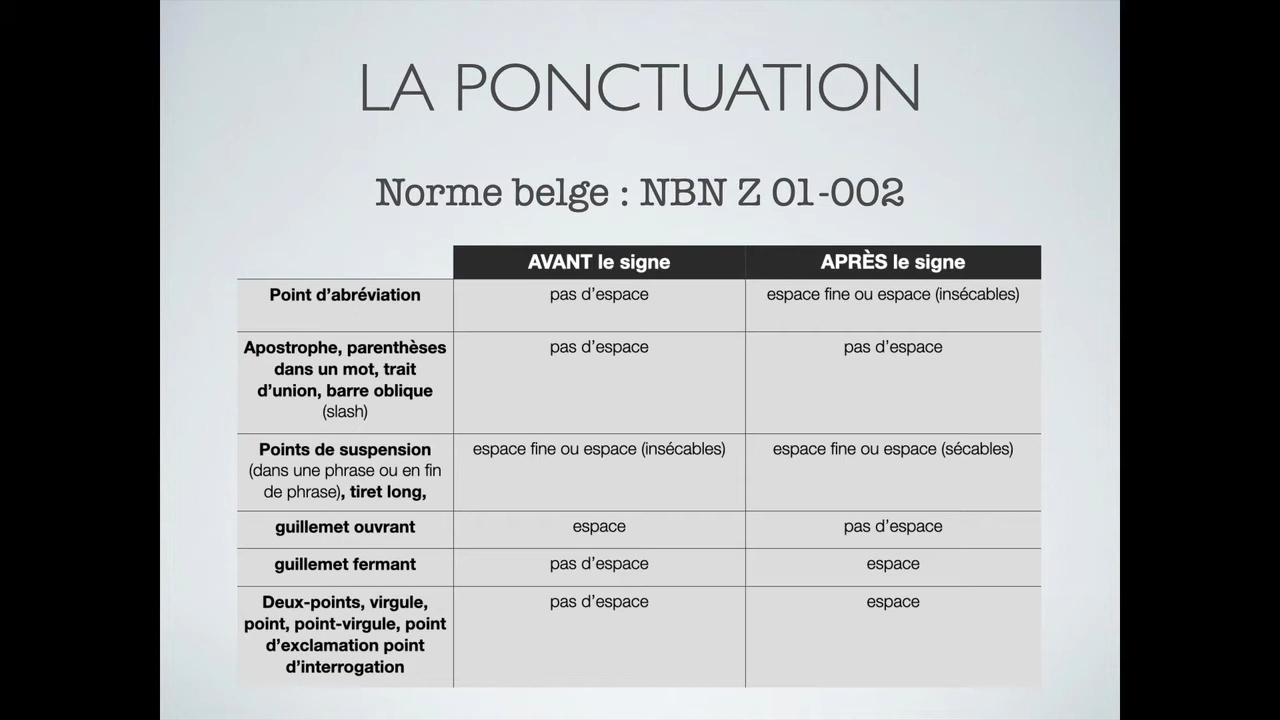 LA PONCTUATION
Norme belge : NBN Z 01-002
AVANT le signe
APRÈS le signe
Point d’abréviation
pas d’espace
espace fine ou espace (insécables)
Apostrophe, parenthèses
dans un mot, trait
d’union, barre oblique
(slash)
pas d’espace
pas d’espace
Points de suspension
(dans une phrase ou en fin
de phrase), tiret long,
espace fine ou espace (insécables)
espace fine ou espace (sécables)
guillemet ouvrant
espace
pas d’espace
guillemet fermant
pas d’espace
espace
Deux-points, virgule,
point, point-virgule, point
d’exclamation point
d’interrogation
pas d’espace
espace